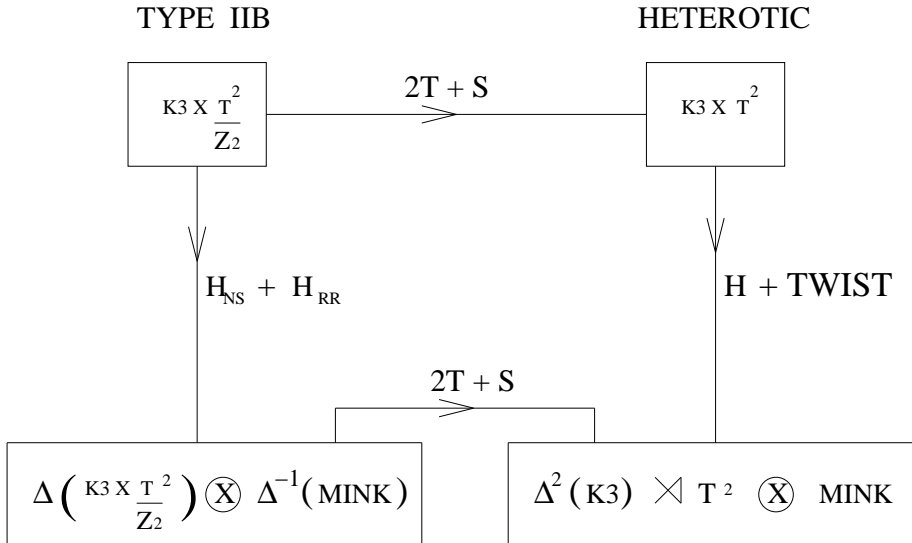 TYPE IIB HETEROTIC
K3 X T²/Z₂ 2T + S K3 X T²
H_NS + H_RR H + TWIST
2T + S
Δ(K3 X T²/Z₂) ⊗ Δ⁻¹(MINK) Δ²(K3) ⋊ T² ⊗ MINK